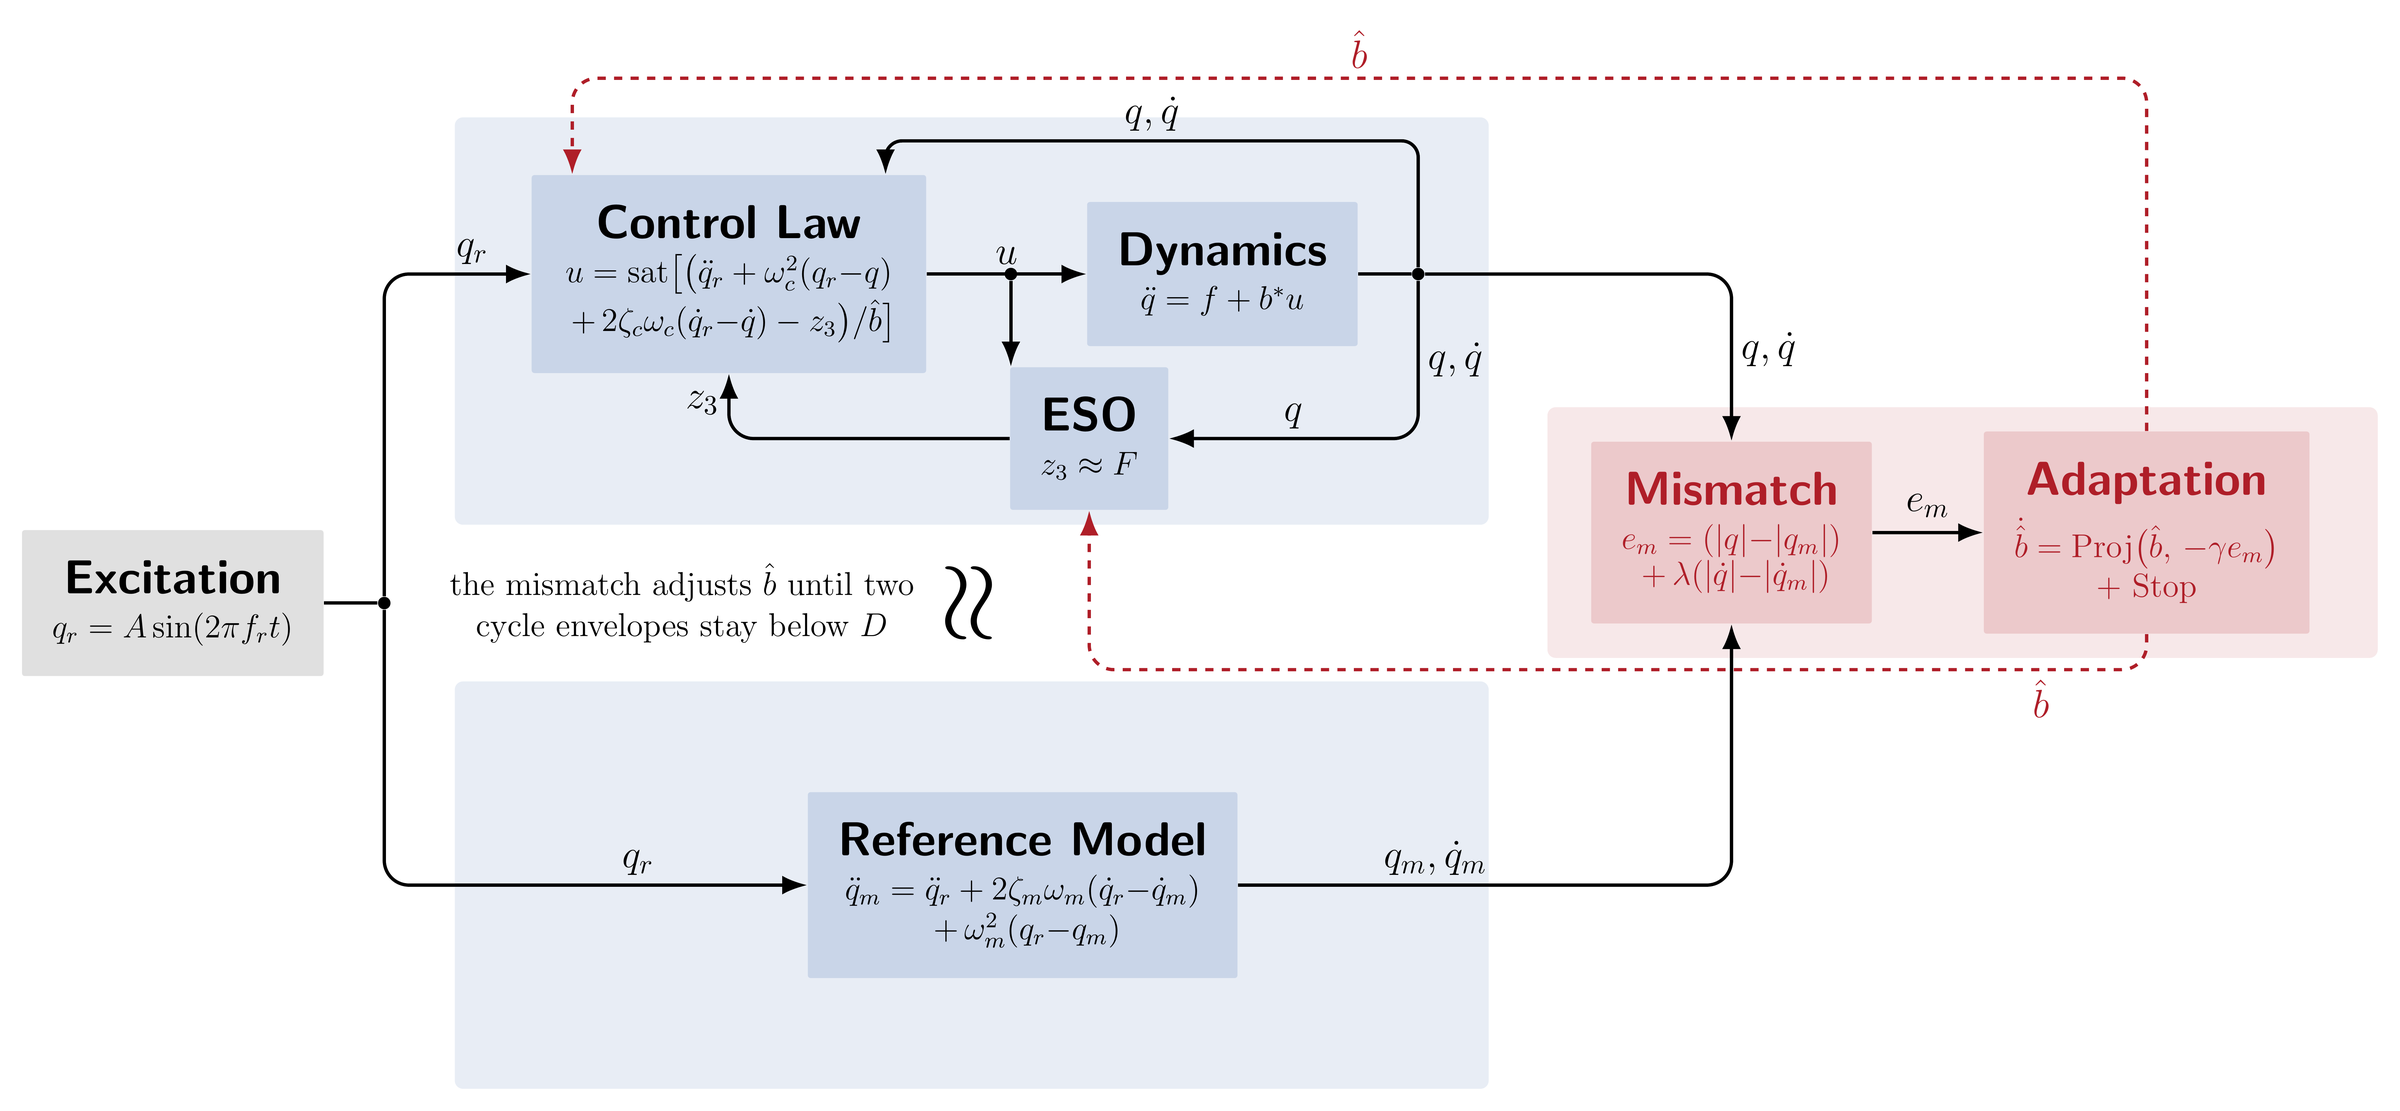 b̂
q, q̇
Control Law
u = sat[(q̈_r + ω_c^2(q_r−q)
+ 2ζ_cω_c(q̇_r−q̇) − z_3)/b̂]
q_r
u
Dynamics
q̈ = f + b*u
q, q̇
q, q̇
z_3
ESO
z_3 ≈ F
q
Mismatch
e_m = (|q|−|q_m|)
+ λ(|q̇|−|q̇_m|)
e_m
Adaptation
b̂̇ = Proj(b̂, −γe_m)
+ Stop
Excitation
q_r = A sin(2πf_rt)
the mismatch adjusts b̂ until two
cycle envelopes stay below D
≈
b̂
q_r
Reference Model
q̈_m = q̈_r + 2ζ_mω_m(q̇_r−q̇_m)
+ ω_m^2(q_r−q_m)
q_m, q̇_m